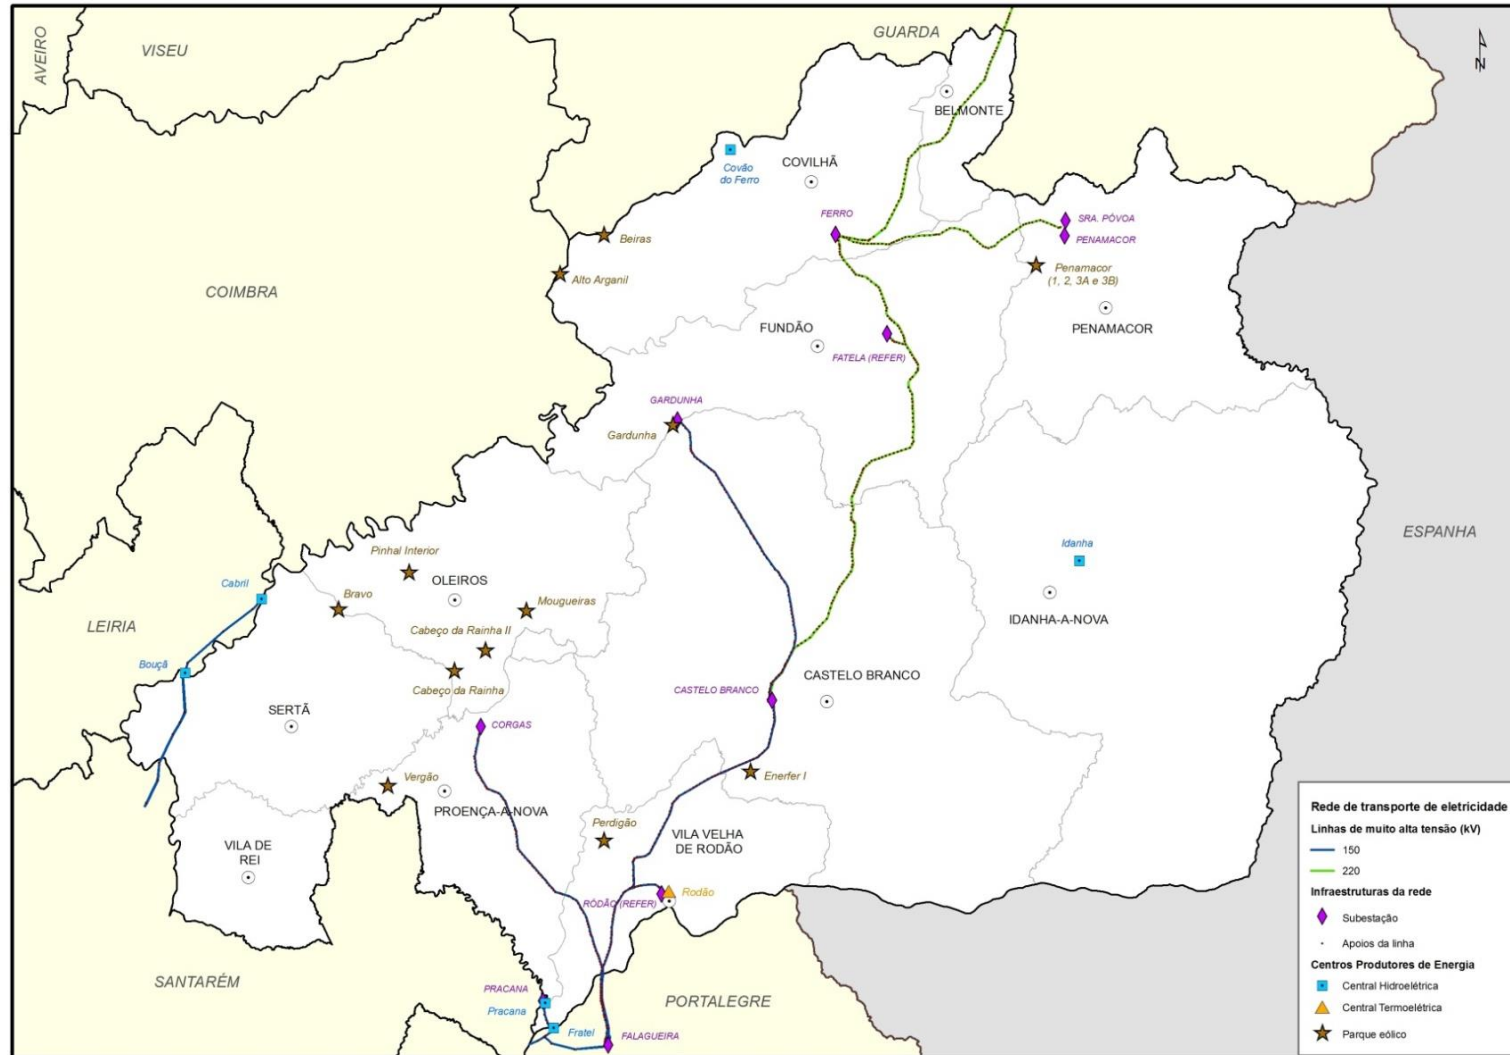 AVEIRO
VISEU
GUARDA
N
BELMONTE
Covão
do Ferro
COVILHÃ
FERRO
SRA. PÓVOA
PENAMACOR
Beiras
Alto Arganil
Penamacor
(1, 2, 3A e 3B)
COIMBRA
FUNDÃO
PENAMACOR
FATELA (REFER)
GARDUNHA
Gardunha
ESPANHA
Pinhal Interior
OLEIROS
Idanha
Cabril
Bravo
Mougueiras
IDANHA-A-NOVA
LEIRIA
Cabeço da Rainha II
Bouçã
Cabeço da Rainha
CASTELO BRANCO
CASTELO BRANCO
SERTÃ
CORGAS
Vergão
Enerfer I
PROENÇA-A-NOVA
Perdigão
VILA VELHA
DE RODÃO
VILA DE
REI
Rodão
RÓDÃO (REFER)
SANTARÉM
PRACANA
Pracana
PORTALEGRE
Fratel
FALAGUEIRA
Rede de transporte de eletricidade
Linhas de muito alta tensão (kV)
150
220
Infraestruturas da rede
Subestação
Apoios da linha
Centros Produtores de Energia
Central Hidroelétrica
Central Termoelétrica
Parque eólico